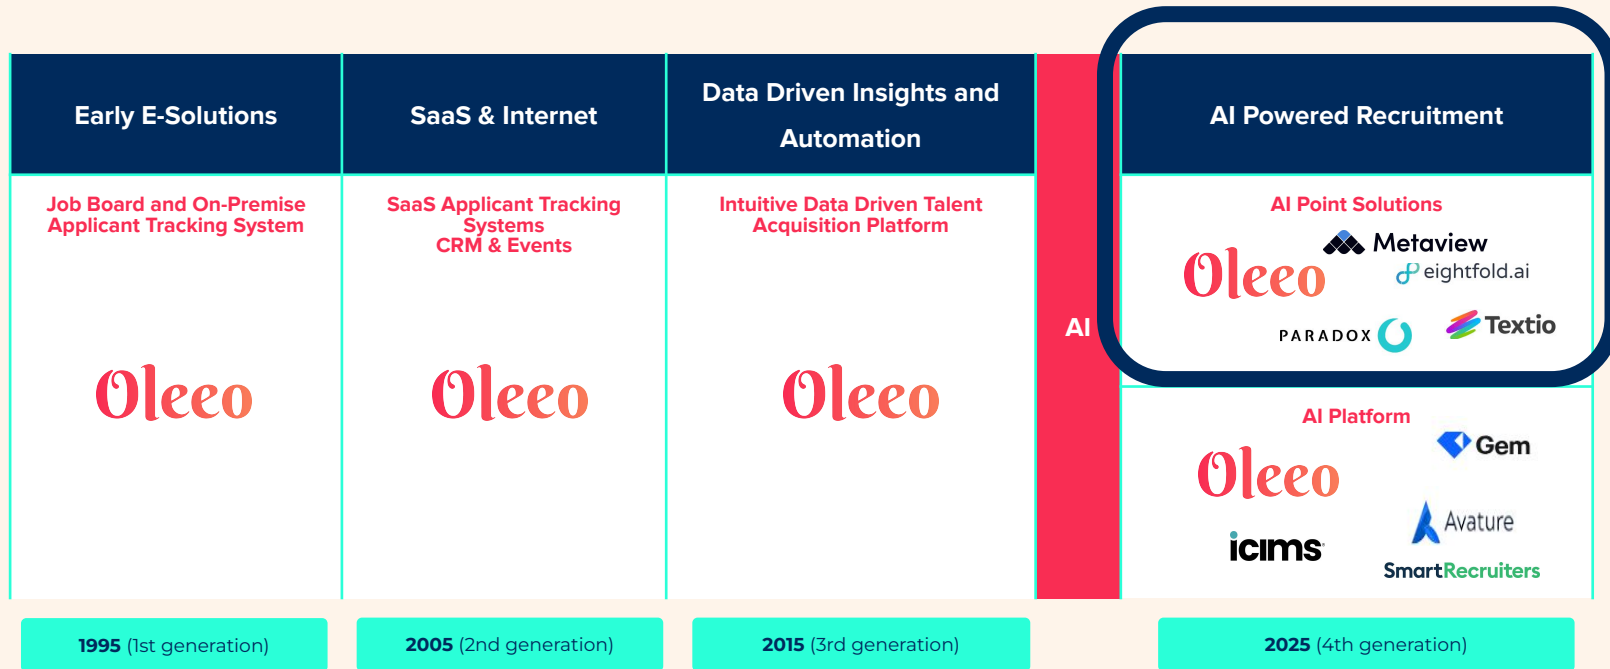 Early E-Solutions
SaaS & Internet
Data Driven Insights and
Automation
AI Powered Recruitment
Job Board and On-Premise
Applicant Tracking System
SaaS Applicant Tracking
Systems
CRM & Events
Intuitive Data Driven Talent
Acquisition Platform
AI
AI Point Solutions
Metaview
Oleeo
eightfold.ai
PARADOX
Textio
Oleeo
Oleeo
Oleeo
AI Platform
Gem
Oleeo
Avature
icims
SmartRecruiters
1995 (1st generation)
2005 (2nd generation)
2015 (3rd generation)
2025 (4th generation)